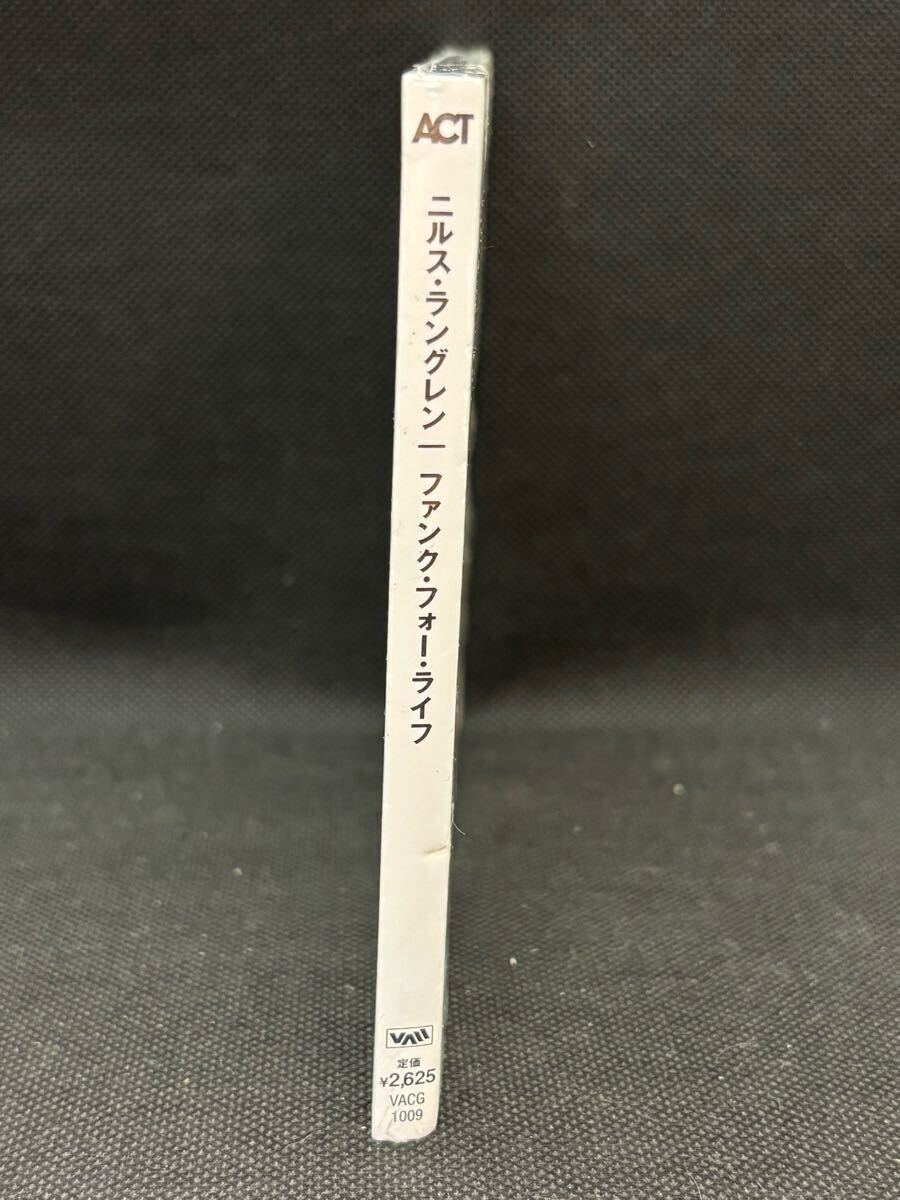 ACT
ニルス・ラングレン｜ファンク・フォー・ライフ
VAII
定価
¥2,625
VACG
1009